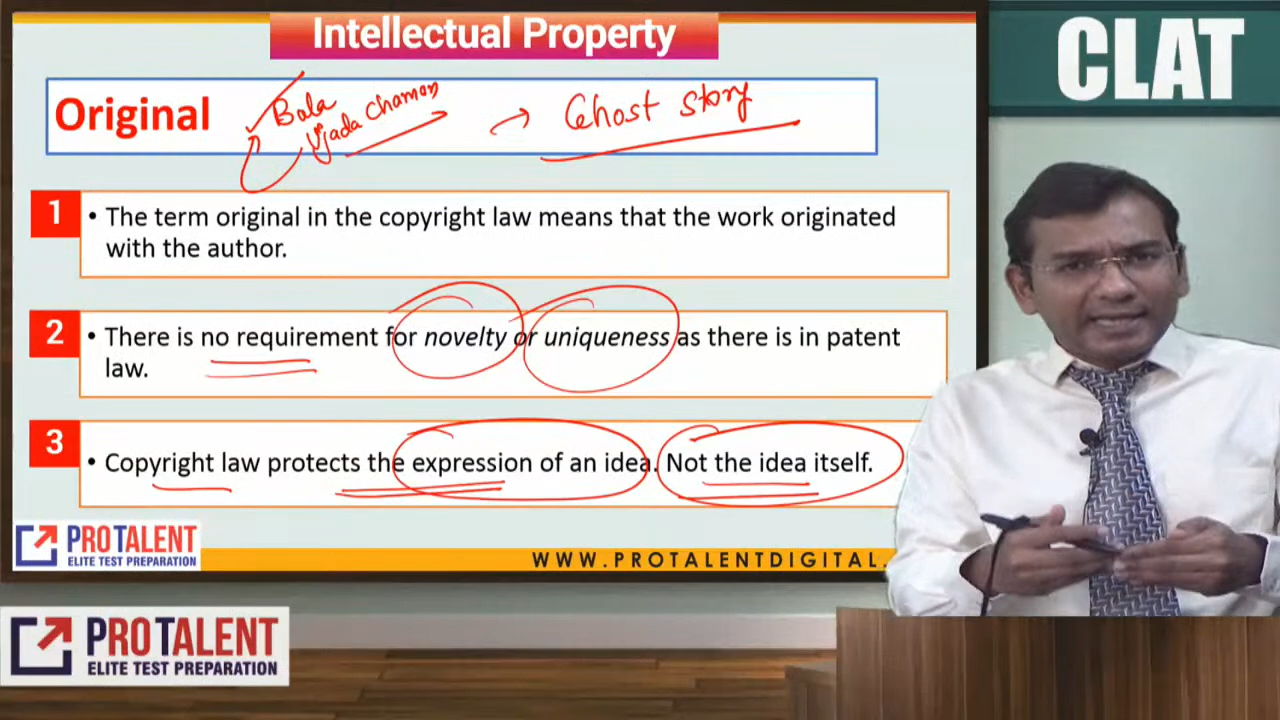 Intellectual Property
CLAT
Original
Bala
Ujada chaman
→ Ghost story
1
• The term original in the copyright law means that the work originated
with the author.
2
• There is no requirement for novelty or uniqueness as there is in patent
law.
3
• Copyright law protects the expression of an idea. Not the idea itself.
PROTALENT
ELITE TEST PREPARATION
WWW.PROTALENTDIGITAL.
PROTALENT
ELITE TEST PREPARATION